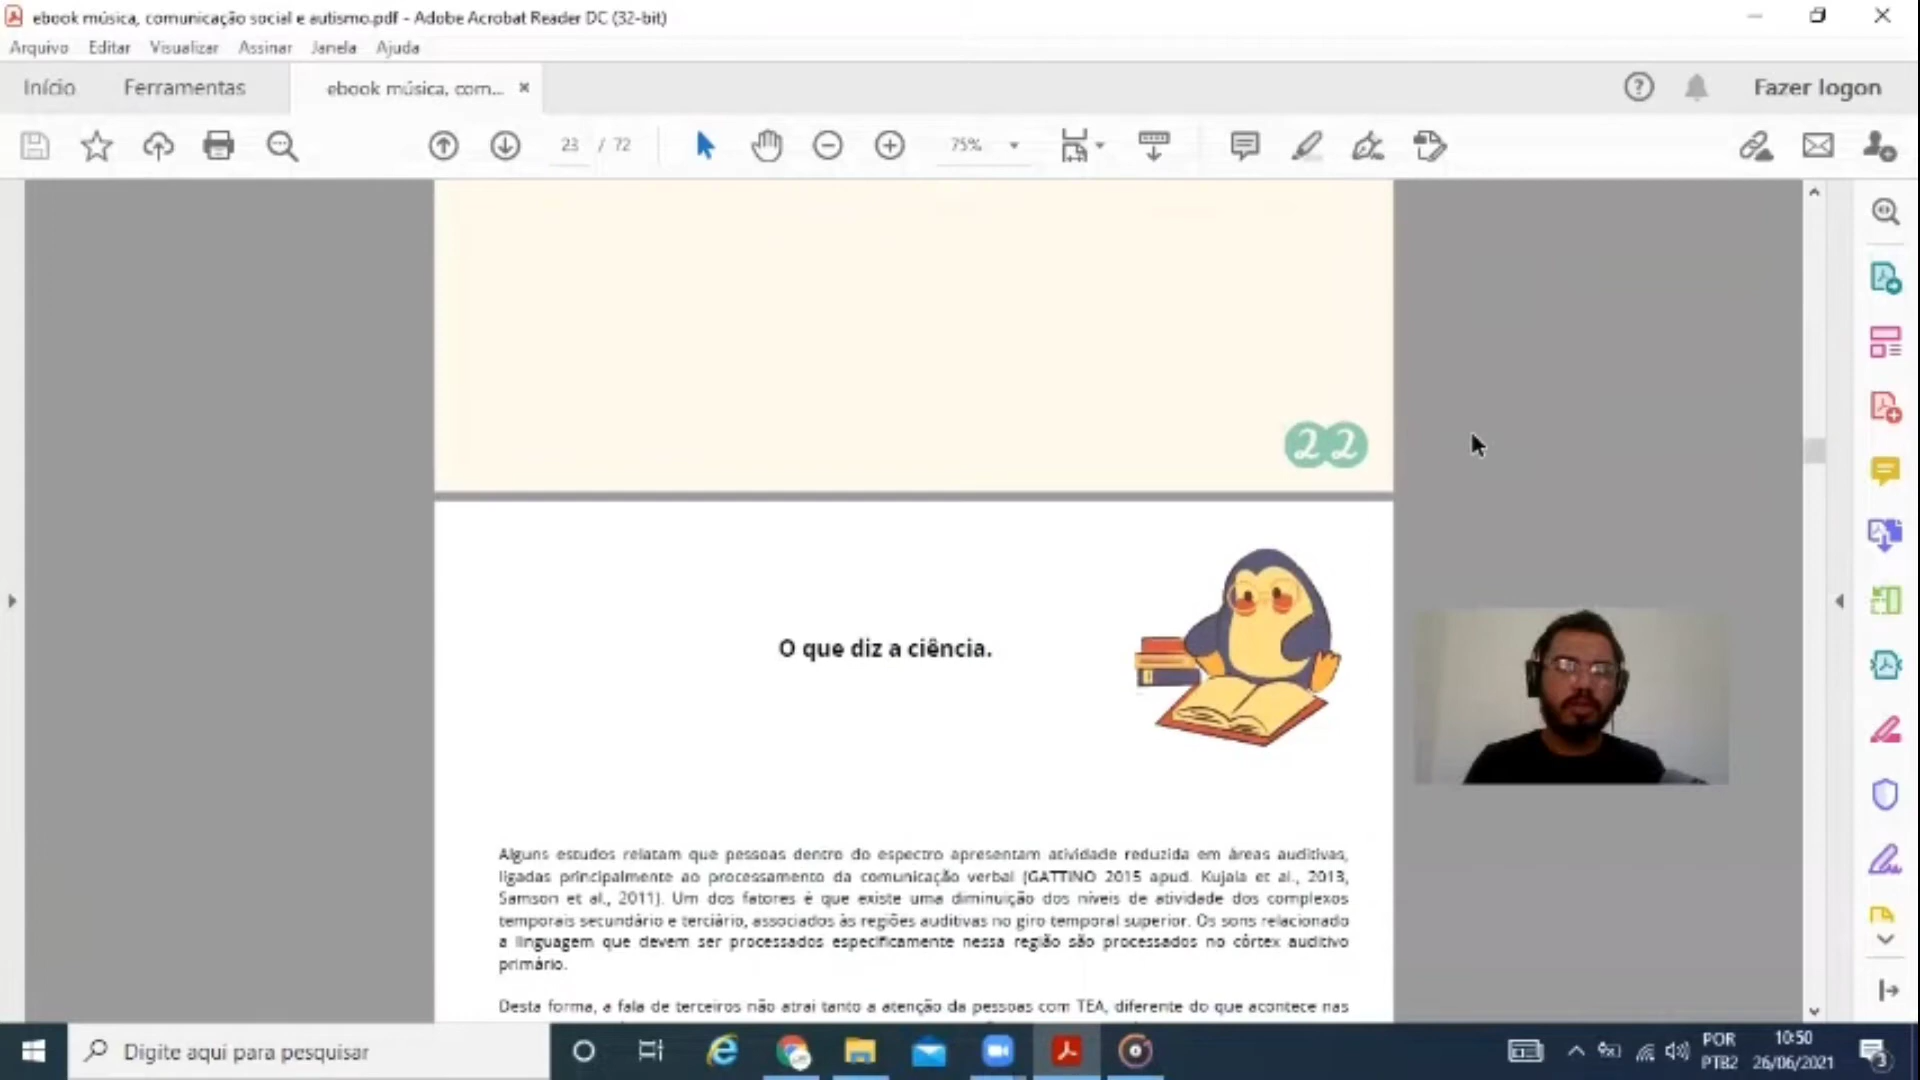 ebook música, comunicação social e autismo.pdf - Adobe Acrobat Reader DC (32-bit)
Arquivo Editar Visualizar Assinar Janela Ajuda
Início Ferramentas ebook música, com... Fazer logon
23 / 72 75%
22
O que diz a ciência.
Alguns estudos relatam que pessoas dentro do espectro apresentam atividade reduzida em áreas auditivas,
ligadas principalmente ao processamento da comunicação verbal (GATTINO 2015 apud. Kujala et al., 2013,
Samson et al., 2011). Um dos fatores é que existe uma diminuição dos níveis de atividade dos complexos
temporais secundário e terciário, associados às regiões auditivas no giro temporal superior. Os sons relacionado
a linguagem que devem ser processados especificamente nessa região são processados no córtex auditivo
primário.
Desta forma, a fala de terceiros não atrai tanto a atenção da pessoas com TEA, diferente do que acontece nas
Digite aqui para pesquisar
POR
PTB2
10:50
26/06/2021
3